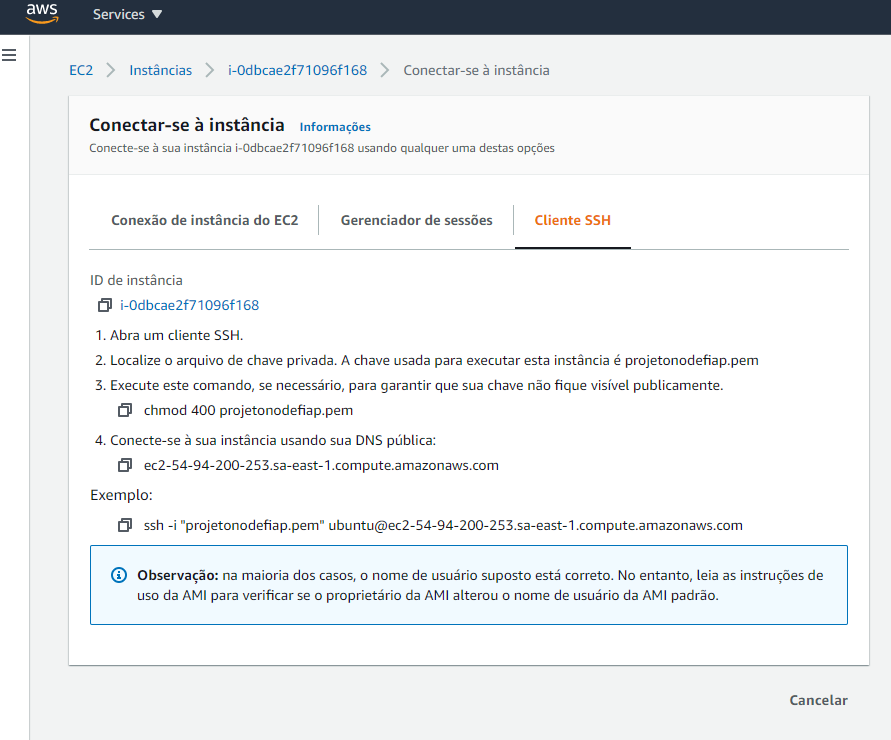 aws
Services
EC2 Instâncias i-0dbcae2f71096f168 Conectar-se à instância
Conectar-se à instância Informações
Conecte-se à sua instância i-0dbcae2f71096f168 usando qualquer uma destas opções
Conexão de instância do EC2 Gerenciador de sessões Cliente SSH
ID de instância
i-0dbcae2f71096f168
1. Abra um cliente SSH.
2. Localize o arquivo de chave privada. A chave usada para executar esta instância é projetonodefiap.pem
3. Execute este comando, se necessário, para garantir que sua chave não fique visível publicamente.
chmod 400 projetonodefiap.pem
4. Conecte-se à sua instância usando sua DNS pública:
ec2-54-94-200-253.sa-east-1.compute.amazonaws.com
Exemplo:
ssh -i "projetonodefiap.pem" ubuntu@ec2-54-94-200-253.sa-east-1.compute.amazonaws.com
Observação: na maioria dos casos, o nome de usuário suposto está correto. No entanto, leia as instruções de
uso da AMI para verificar se o proprietário da AMI alterou o nome de usuário da AMI padrão.
Cancelar